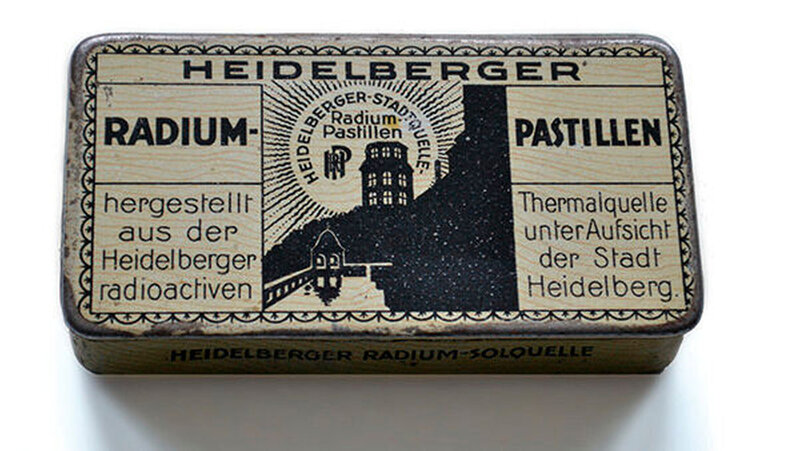 HEIDELBERGER
RADIUM-
PASTILLEN
HEIDELBERGER-STADTQUELLE-
Radium
Pastillen
hergestellt
aus der
Heidelberger
radioactiven
Thermalquelle
unter Aufsicht
der Stadt
Heidelberg.
HEIDELBERGER RADIUM-SOLQUELLE